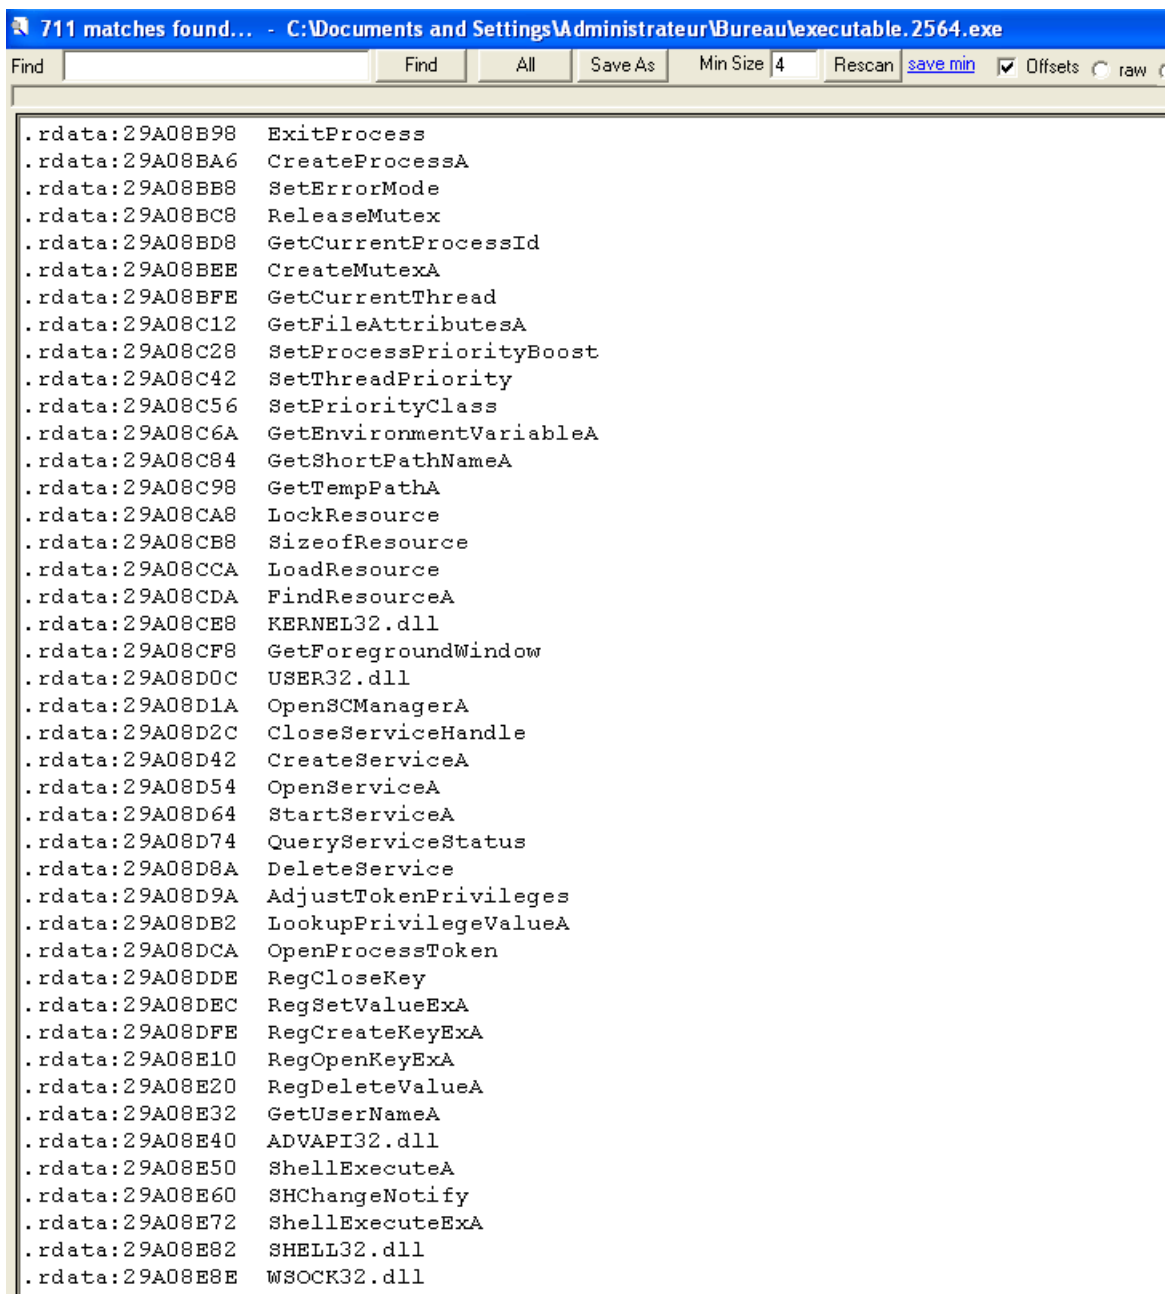 711 matches found... - C:\Documents and Settings\Administrateur\Bureau\executable.2564.exe
Find Find All Save As Min Size 4 Rescan save min Offsets raw
.rdata:29A08B98 ExitProcess
.rdata:29A08BA6 CreateProcessA
.rdata:29A08BB8 SetErrorMode
.rdata:29A08BC8 ReleaseMutex
.rdata:29A08BD8 GetCurrentProcessId
.rdata:29A08BEE CreateMutexA
.rdata:29A08BFE GetCurrentThread
.rdata:29A08C12 GetFileAttributesA
.rdata:29A08C28 SetProcessPriorityBoost
.rdata:29A08C42 SetThreadPriority
.rdata:29A08C56 SetPriorityClass
.rdata:29A08C6A GetEnvironmentVariableA
.rdata:29A08C84 GetShortPathNameA
.rdata:29A08C98 GetTempPathA
.rdata:29A08CA8 LockResource
.rdata:29A08CB8 SizeofResource
.rdata:29A08CCA LoadResource
.rdata:29A08CDA FindResourceA
.rdata:29A08CE8 KERNEL32.dll
.rdata:29A08CF8 GetForegroundWindow
.rdata:29A08D0C USER32.dll
.rdata:29A08D1A OpenSCManagerA
.rdata:29A08D2C CloseServiceHandle
.rdata:29A08D42 CreateServiceA
.rdata:29A08D54 OpenServiceA
.rdata:29A08D64 StartServiceA
.rdata:29A08D74 QueryServiceStatus
.rdata:29A08D8A DeleteService
.rdata:29A08D9A AdjustTokenPrivileges
.rdata:29A08DB2 LookupPrivilegeValueA
.rdata:29A08DCA OpenProcessToken
.rdata:29A08DDE RegCloseKey
.rdata:29A08DEC RegSetValueExA
.rdata:29A08DFE RegCreateKeyExA
.rdata:29A08E10 RegOpenKeyExA
.rdata:29A08E20 RegDeleteValueA
.rdata:29A08E32 GetUserNameA
.rdata:29A08E40 ADVAPI32.dll
.rdata:29A08E50 ShellExecuteA
.rdata:29A08E60 SHChangeNotify
.rdata:29A08E72 ShellExecuteExA
.rdata:29A08E82 SHELL32.dll
.rdata:29A08E8E WSOCK32.dll